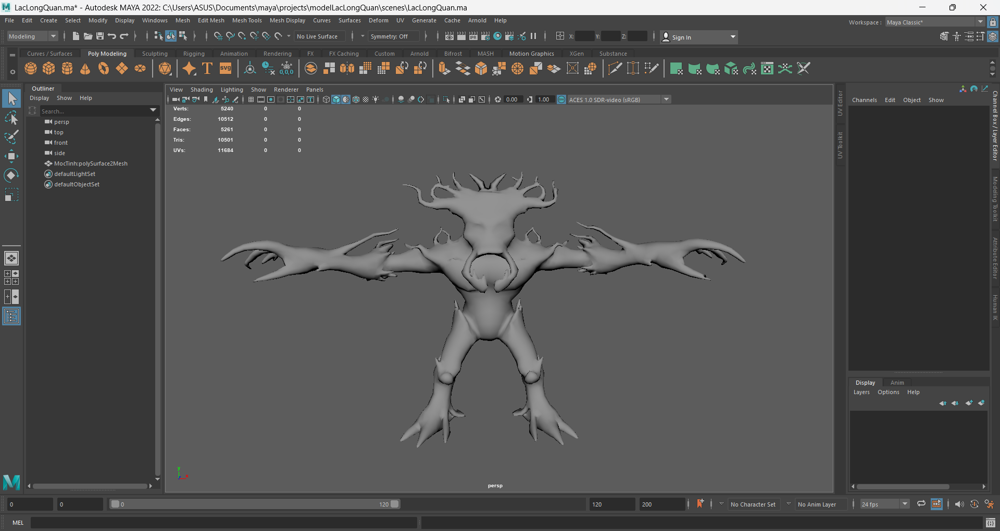 LacLongQuan.ma* - Autodesk MAYA 2022: C:\Users\ASUS\Documents\maya\projects\modelLacLongQuan\scenes\LacLongQuan.ma
File Edit Create Select Modify Display Windows Mesh Edit Mesh Mesh Tools Mesh Display Curves Surfaces Deform UV Generate Cache Arnold Help
Workspace : Maya Classic*
Modeling No Live Surface Symmetry: Off IPR X: Y: Z: Sign In
Curves / Surfaces Poly Modeling Sculpting Rigging Animation Rendering FX FX Caching Custom Arnold Bifrost MASH Motion Graphics XGen Substance
T SVG 0,0,0
Outliner
Display Show Help
Search...
persp
top
front
side
MocTinh:polySurface2Mesh
defaultLightSet
defaultObjectSet
View Shading Lighting Show Renderer Panels
0.00 1.00 ON ACES 1.0 SDR-video (sRGB)
Verts: 5240 0 0
Edges: 10512 0 0
Faces: 5261 0 0
Tris: 10501 0 0
UVs: 11684 0 0
y
x
persp
UV Editor
UV Toolkit
Channels Edit Object Show
Channel Box / Layer Editor
Modeling Toolkit
Attribute Editor
Human IK
Display Anim
Layers Options Help
0 0 0 120 120 200 No Character Set No Anim Layer 24 fps
MEL